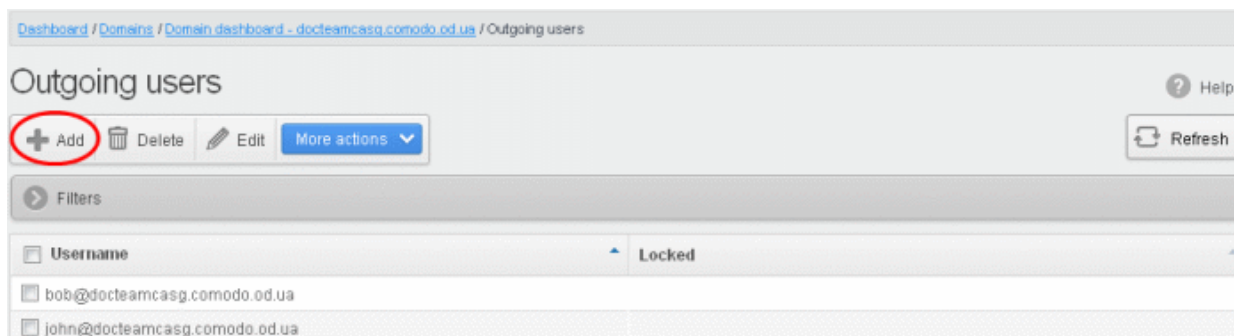 Dashboard / Domains / Domain dashboard - docteamcasg.comodo.od.ua / Outgoing users
Outgoing users
Help
Add Delete Edit More actions
Refresh
Filters
Username Locked
bob@docteamcasg.comodo.od.ua
john@docteamcasg.comodo.od.ua